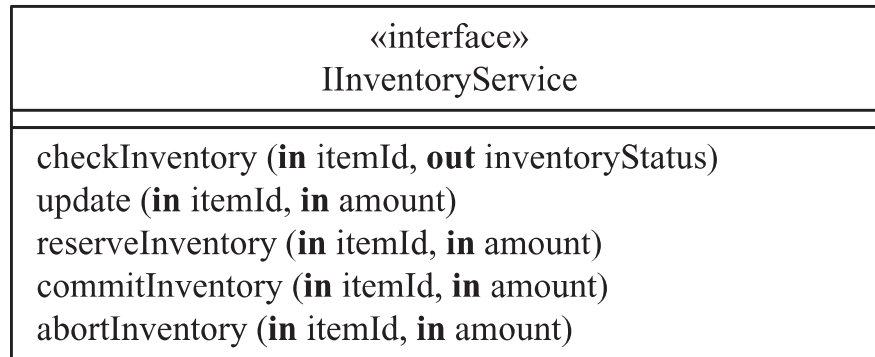 «interface»
IInventoryService
checkInventory (in itemId, out inventoryStatus)
update (in itemId, in amount)
reserveInventory (in itemId, in amount)
commitInventory (in itemId, in amount)
abortInventory (in itemId, in amount)